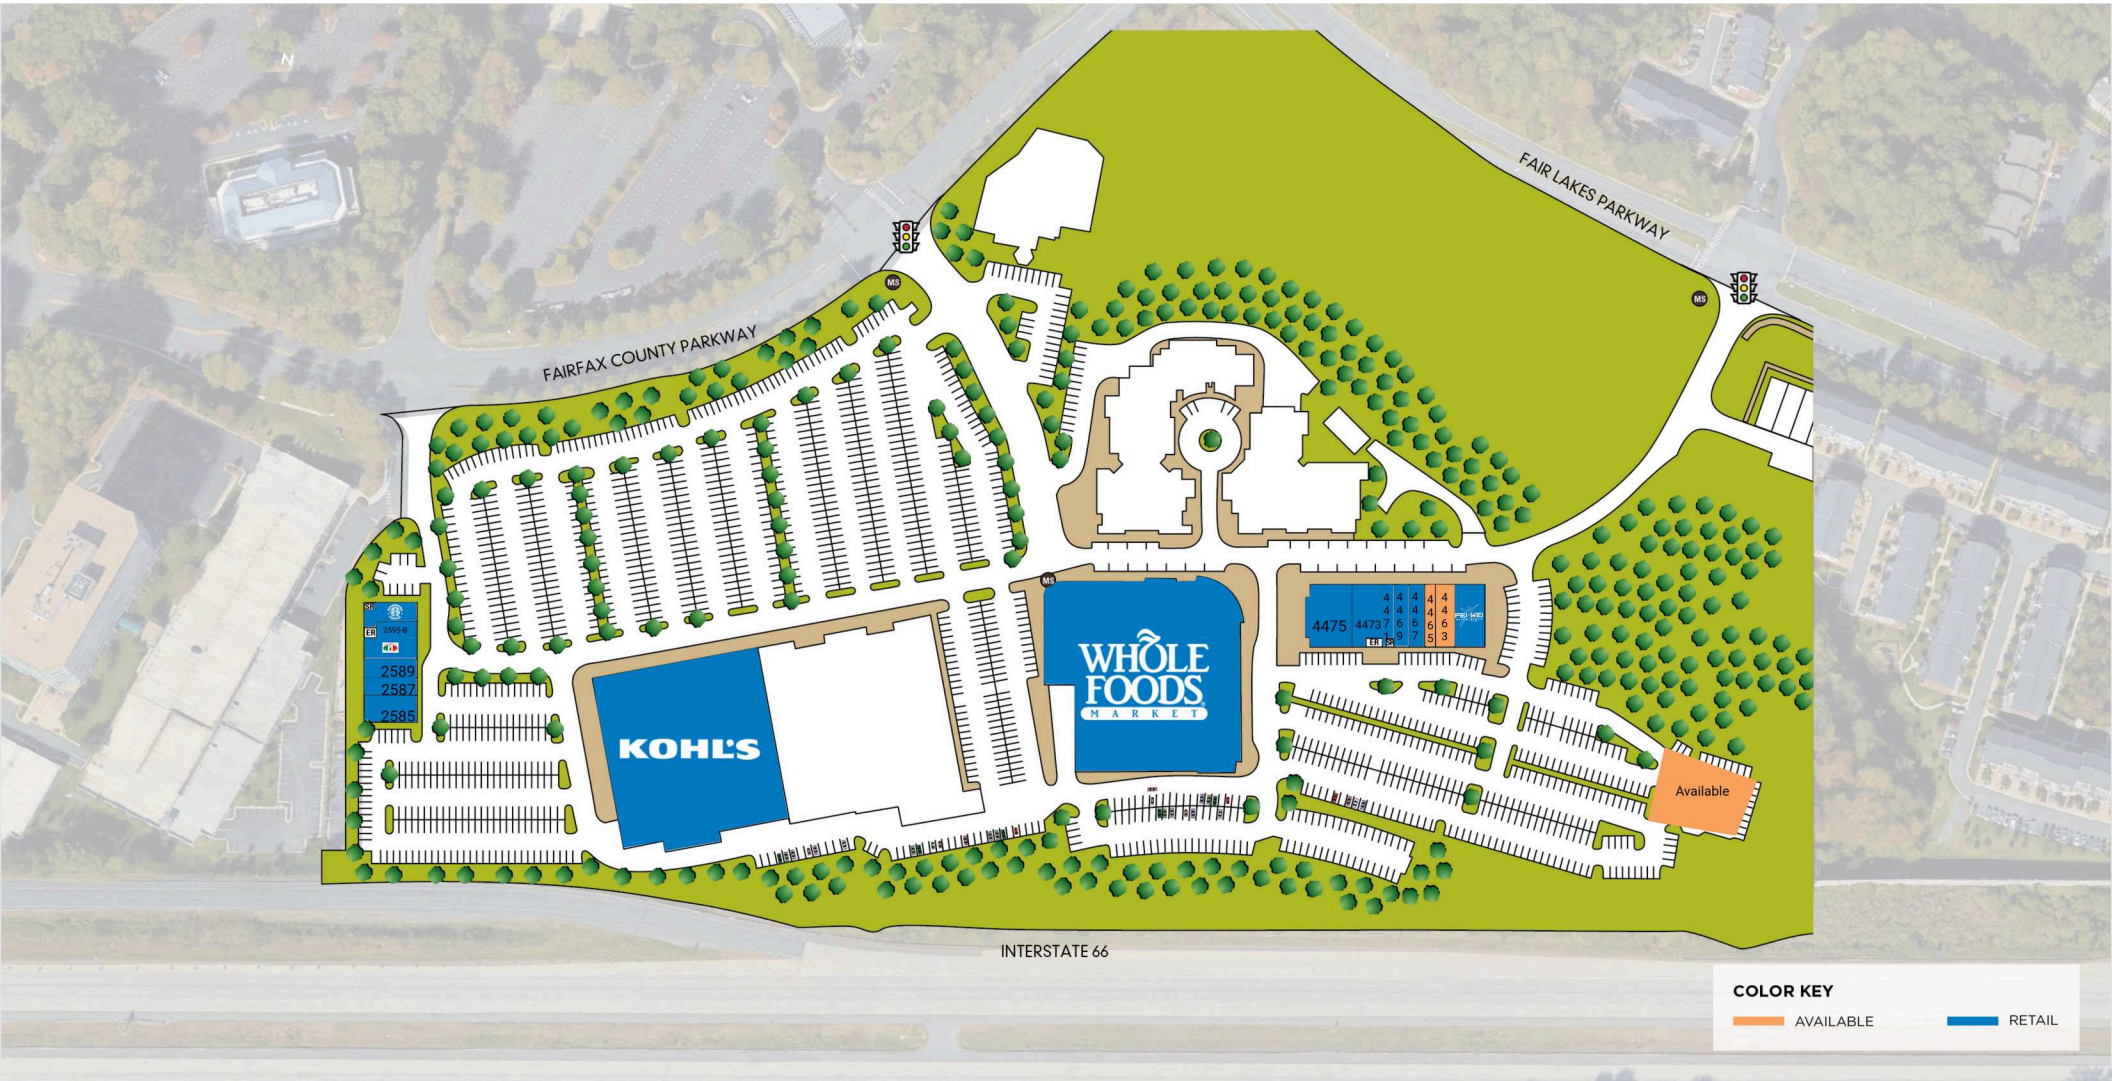 N
FAIR LAKES PARKWAY
MS
MS
FAIRFAX COUNTY PARKWAY
MS
SR
ER
2595-B
2589
2587
2585
4475
4473
4471
4469
4467
4465
4463
PEI WEI
ER
SR
WHOLE
FOODS
MARKET
KOHL'S
Available
INTERSTATE 66
COLOR KEY
AVAILABLE
RETAIL